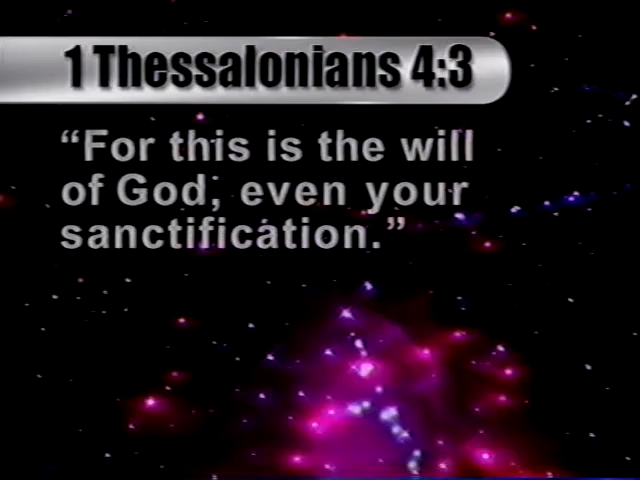 1 Thessalonians 4:3
“For this is the will
of God, even your
sanctification.”